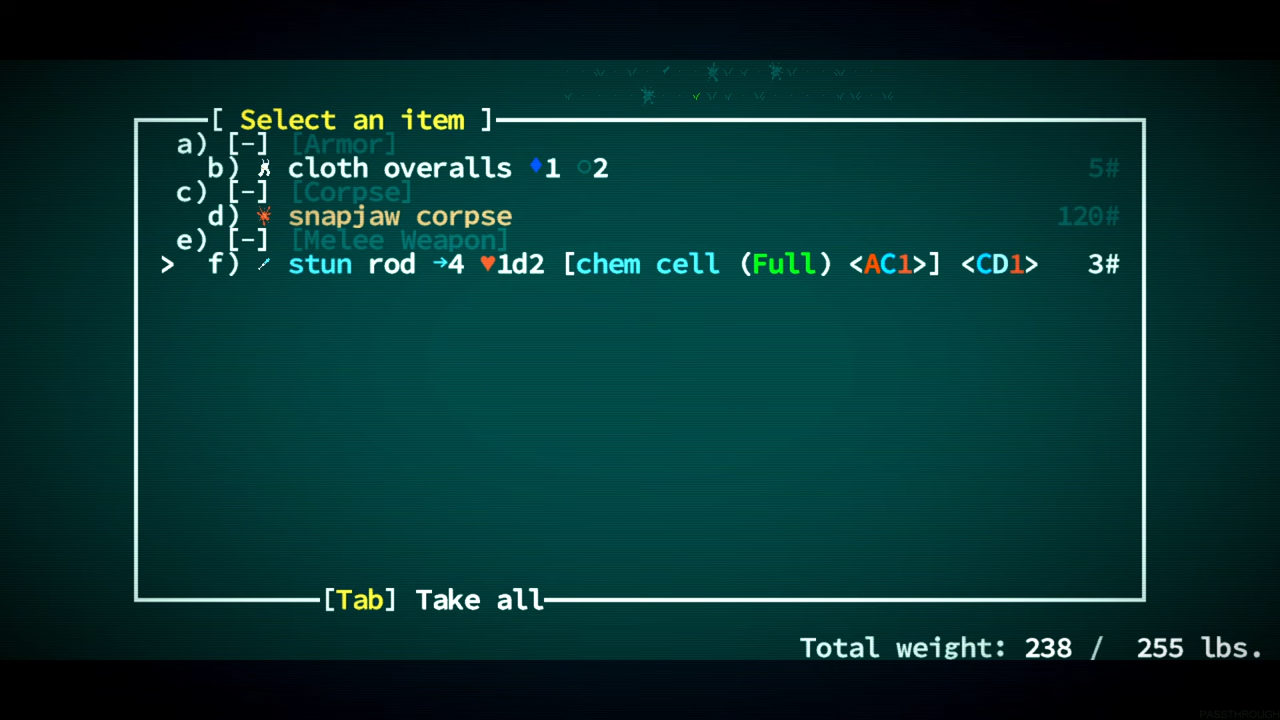 [ Select an item ]
a) [-] [Armor]
b) cloth overalls ♦1 ○2 5#
c) [-] [Corpse]
d) snapjaw corpse 120#
e) [-] [Melee Weapon]
> f) stun rod →4 ♥1d2 [chem cell (Full) <AC1>] <CD1> 3#
[Tab] Take all
Total weight: 238 / 255 lbs.